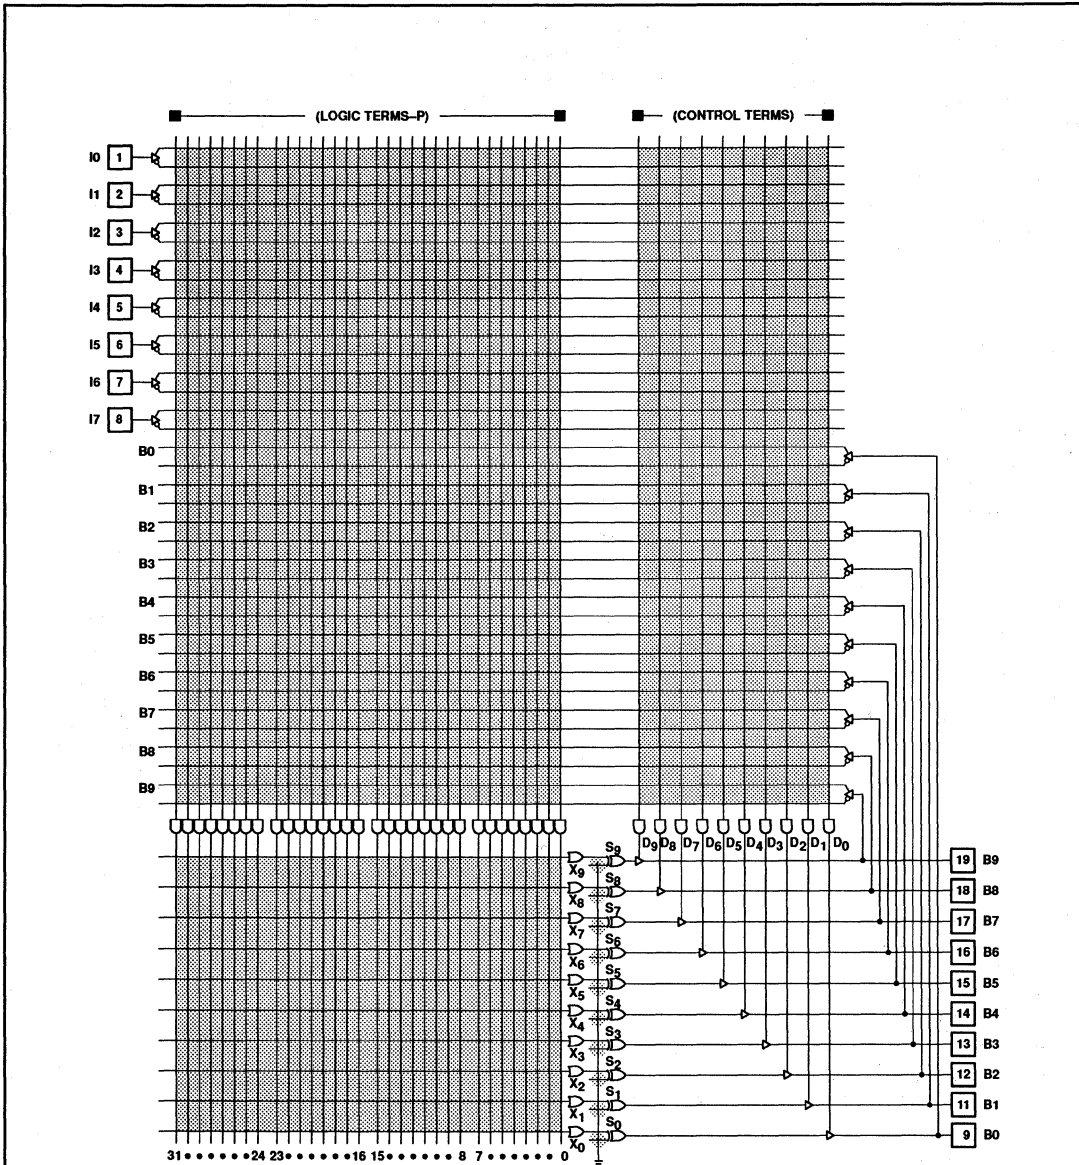 (LOGIC TERMS–P) (CONTROL TERMS)
I0 1
I1 2
I2 3
I3 4
I4 5
I5 6
I6 7
I7 8
B0
B1
B2
B3
B4
B5
B6
B7
B8
B9
D9 D8 D7 D6 D5 D4 D3 D2 D1 D0
X9 S9 19 B9
X8 S8 18 B8
X7 S7 17 B7
X6 S6 16 B6
X5 S5 15 B5
X4 S4 14 B4
X3 S3 13 B3
X2 S2 12 B2
X1 S1 11 B1
X0 S0 9 B0
31 24 23 16 15 8 7 0